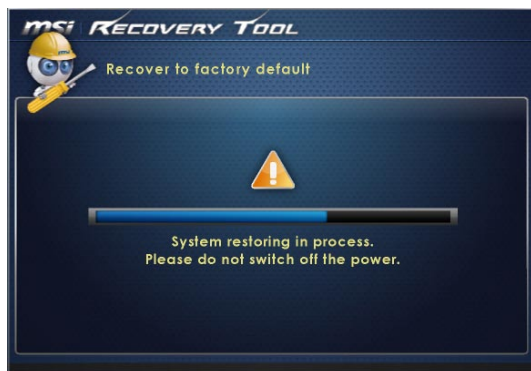 msi RECOVERY TOOL
Recover to factory default
System restoring in process.
Please do not switch off the power.